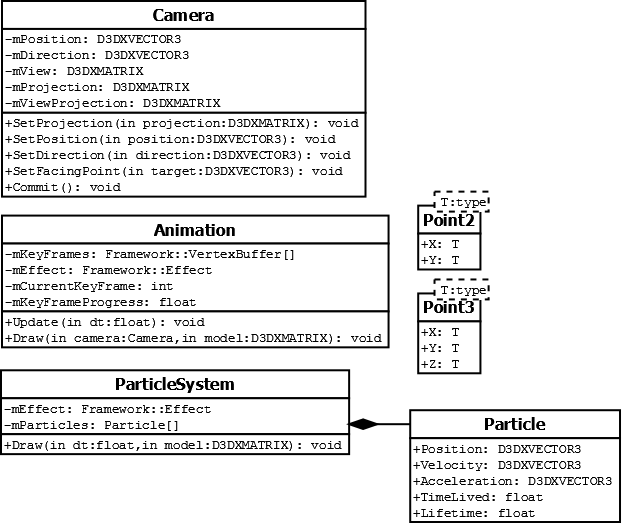 Camera
-mPosition: D3DXVECTOR3
-mDirection: D3DXVECTOR3
-mView: D3DXMATRIX
-mProjection: D3DXMATRIX
-mViewProjection: D3DXMATRIX
+SetProjection(in projection:D3DXMATRIX): void
+SetPosition(in position:D3DXVECTOR3): void
+SetDirection(in direction:D3DXVECTOR3): void
+SetFacingPoint(in target:D3DXVECTOR3): void
+Commit(): void
Animation
-mKeyFrames: Framework::VertexBuffer[]
-mEffect: Framework::Effect
-mCurrentKeyFrame: int
-mKeyFrameProgress: float
+Update(in dt:float): void
+Draw(in camera:Camera,in model:D3DXMATRIX): void
T:type
Point2
+X: T
+Y: T
T:type
Point3
+X: T
+Y: T
+Z: T
ParticleSystem
-mEffect: Framework::Effect
-mParticles: Particle[]
+Draw(in dt:float,in model:D3DXMATRIX): void
Particle
+Position: D3DXVECTOR3
+Velocity: D3DXVECTOR3
+Acceleration: D3DXVECTOR3
+TimeLived: float
+Lifetime: float